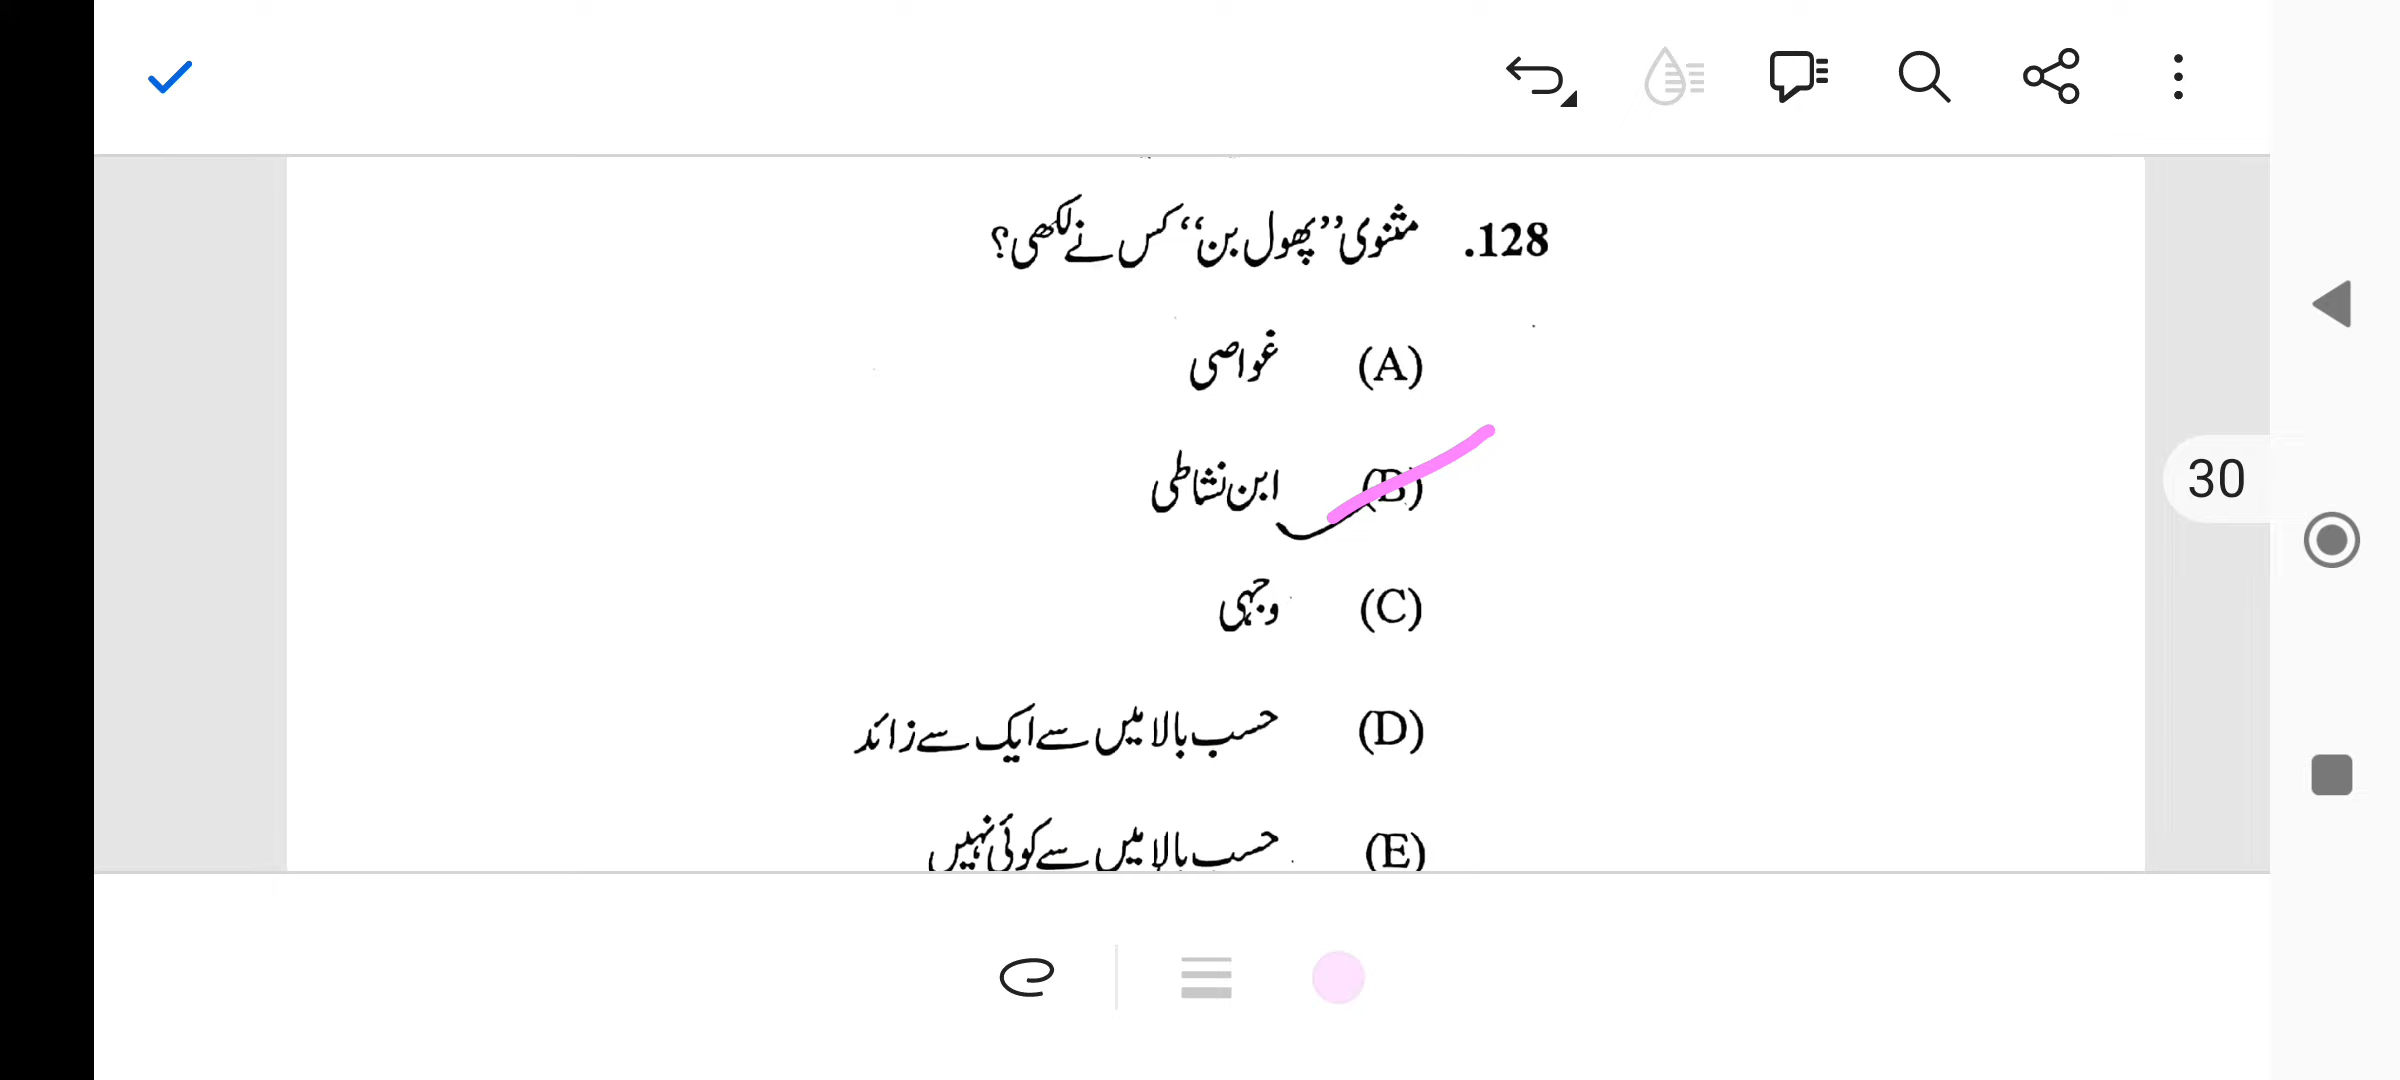 128. مثنوی ”پھول بن“ کس نے لکھی؟
(A) غواصی
(B) ابن نشاطی
(C) وجہی
(D) حسب بالا میں سے ایک سے زائد
(E) حسب بالا میں سے کوئی نہیں
30